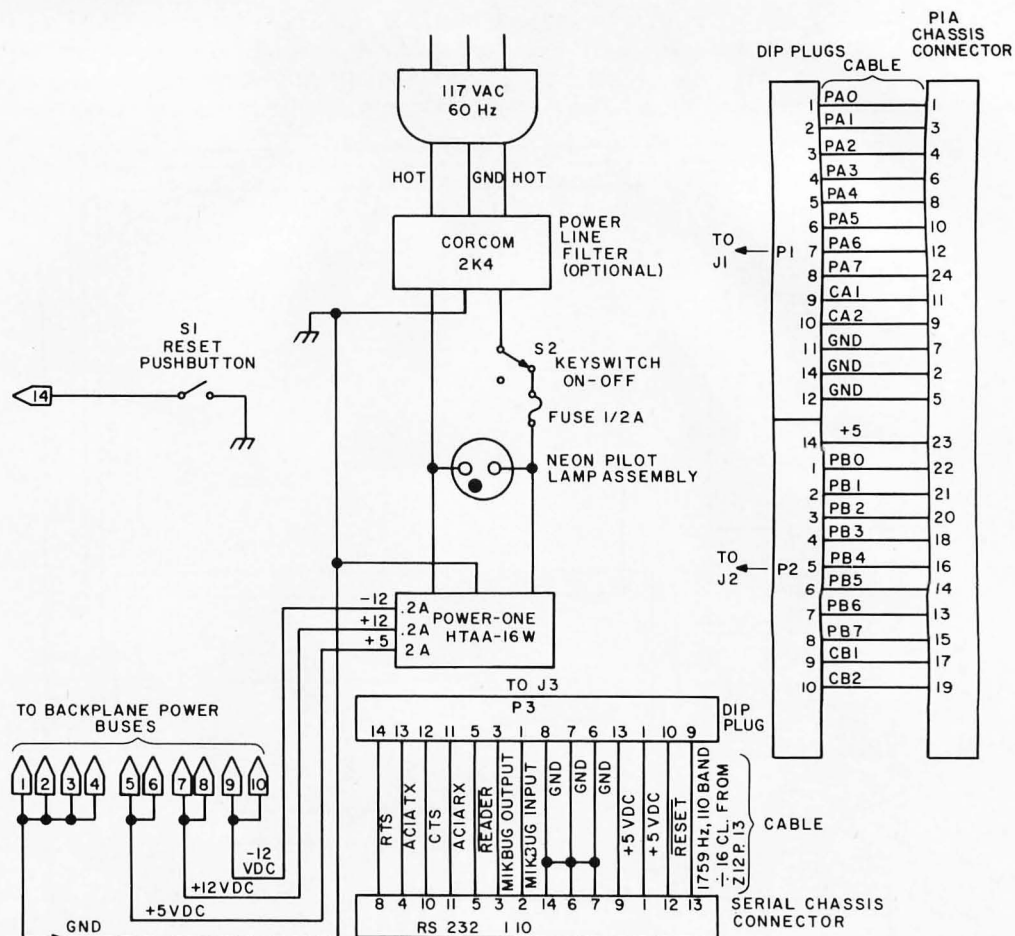 117 VAC
60 Hz
HOT
GND
HOT
CORCOM
2K4
POWER
LINE
FILTER
(OPTIONAL)
S1
RESET
PUSHBUTTON
14
S2
KEYSWITCH
ON-OFF
FUSE 1/2A
NEON PILOT
LAMP ASSEMBLY
-12
+12
+5
.2A
.2A
2A
POWER-ONE
HTAA-16W
TO BACKPLANE POWER
BUSES
1 2 3 4 5 6 7 8 9 10
-12
VDC
+12VDC
+5VDC
GND
TO J3
P3
DIP
PLUG
14 13 12 11 5 3 1 8 7 6 13 1 10 9
RTS
ACIA TX
CTS
ACIA RX
READER
MIKBUG OUTPUT
MIKBUG INPUT
GND
GND
GND
+5VDC
+5VDC
RESET
1759 Hz, 110 BAND
÷16 CL. FROM
Z12 P.13
CABLE
8 4 10 11 5 3 2 14 6 7 9 1 12 13
RS 232 110
SERIAL CHASSIS
CONNECTOR
PIA
CHASSIS
CONNECTOR
DIP PLUGS
CABLE
1 PA0 1
2 PA1 3
3 PA2 4
4 PA3 6
5 PA4 8
6 PA5 10
TO
J1
P1
7 PA6 12
8 PA7 24
9 CA1 11
10 CA2 9
11 GND 7
14 GND 2
12 GND 5
14 +5 23
1 PB0 22
2 PB1 21
3 PB2 20
4 PB3 18
TO
J2
P2
5 PB4 16
6 PB5 14
7 PB6 13
8 PB7 15
9 CB1 17
10 CB2 19